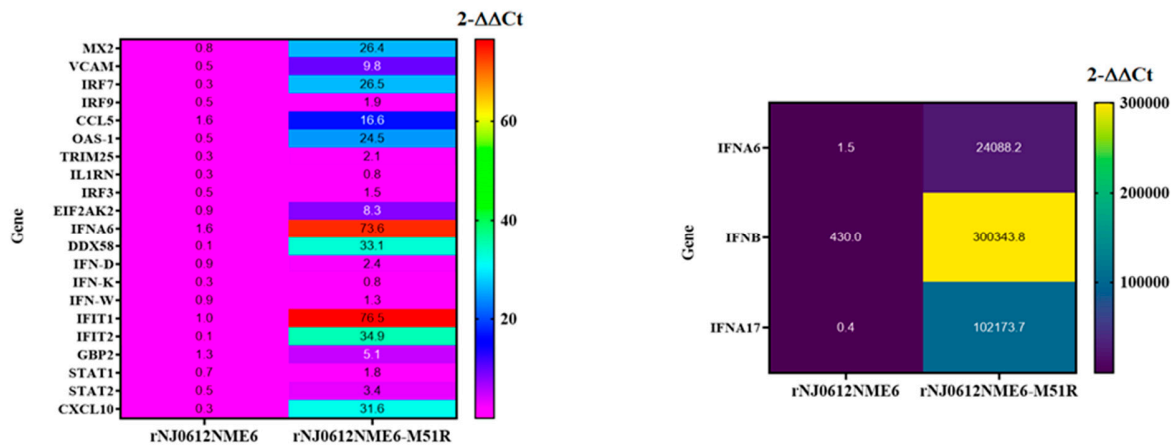 2-ΔΔCt
MX2 0.8 26.4
VCAM 0.5 9.8
IRF7 0.3 26.5
IRF9 0.5 1.9
CCL5 1.6 16.6
OAS-1 0.5 24.5
TRIM25 0.3 2.1
IL1RN 0.3 0.8
IRF3 0.5 1.5
EIF2AK2 0.9 8.3
IFNA6 1.6 73.6
DDX58 0.1 33.1
IFN-D 0.9 2.4
IFN-K 0.3 0.8
IFN-W 0.9 1.3
IFIT1 1.0 76.5
IFIT2 0.1 34.9
GBP2 1.3 5.1
STAT1 0.7 1.8
STAT2 0.5 3.4
CXCL10 0.3 31.6
Gene
rNJ0612NME6 rNJ0612NME6-M51R
60
40
20
2-ΔΔCt
IFNA6 1.5 24088.2
IFNB 430.0 300343.8
IFNA17 0.4 102173.7
Gene
rNJ0612NME6 rNJ0612NME6-M51R
300000
200000
100000